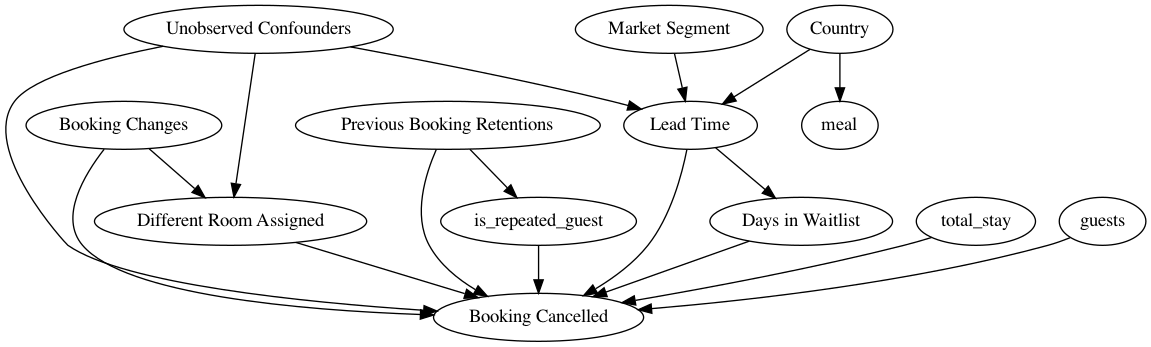 Unobserved Confounders
Market Segment
Country
Booking Changes
Previous Booking Retentions
Lead Time
meal
Different Room Assigned
is_repeated_guest
Days in Waitlist
total_stay
guests
Booking Cancelled